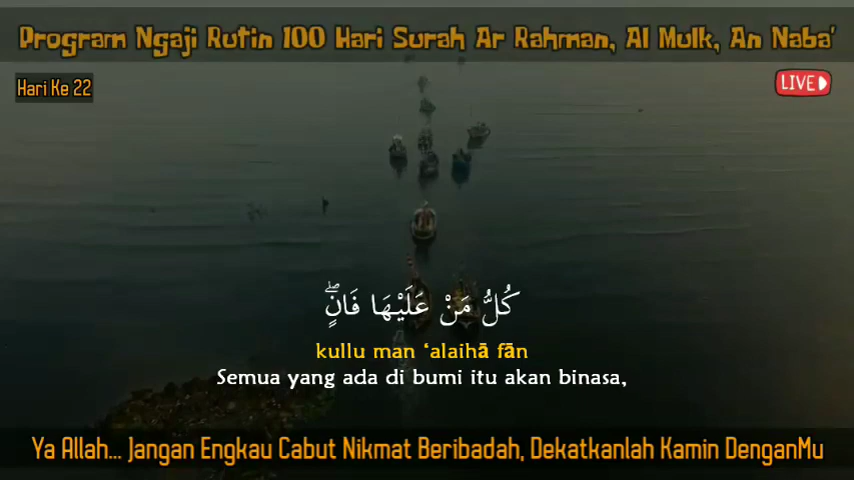 Program Ngaji Rutin 100 Hari Surah Ar Rahman, Al Mulk, An Naba'
Hari Ke 22
LIVE
كُلُّ مَنْ عَلَيْهَا فَانٍۖ
kullu man ‘alaihā fān
Semua yang ada di bumi itu akan binasa,
Ya Allah... Jangan Engkau Cabut Nikmat Beribadah, Dekatkanlah Kamin DenganMu